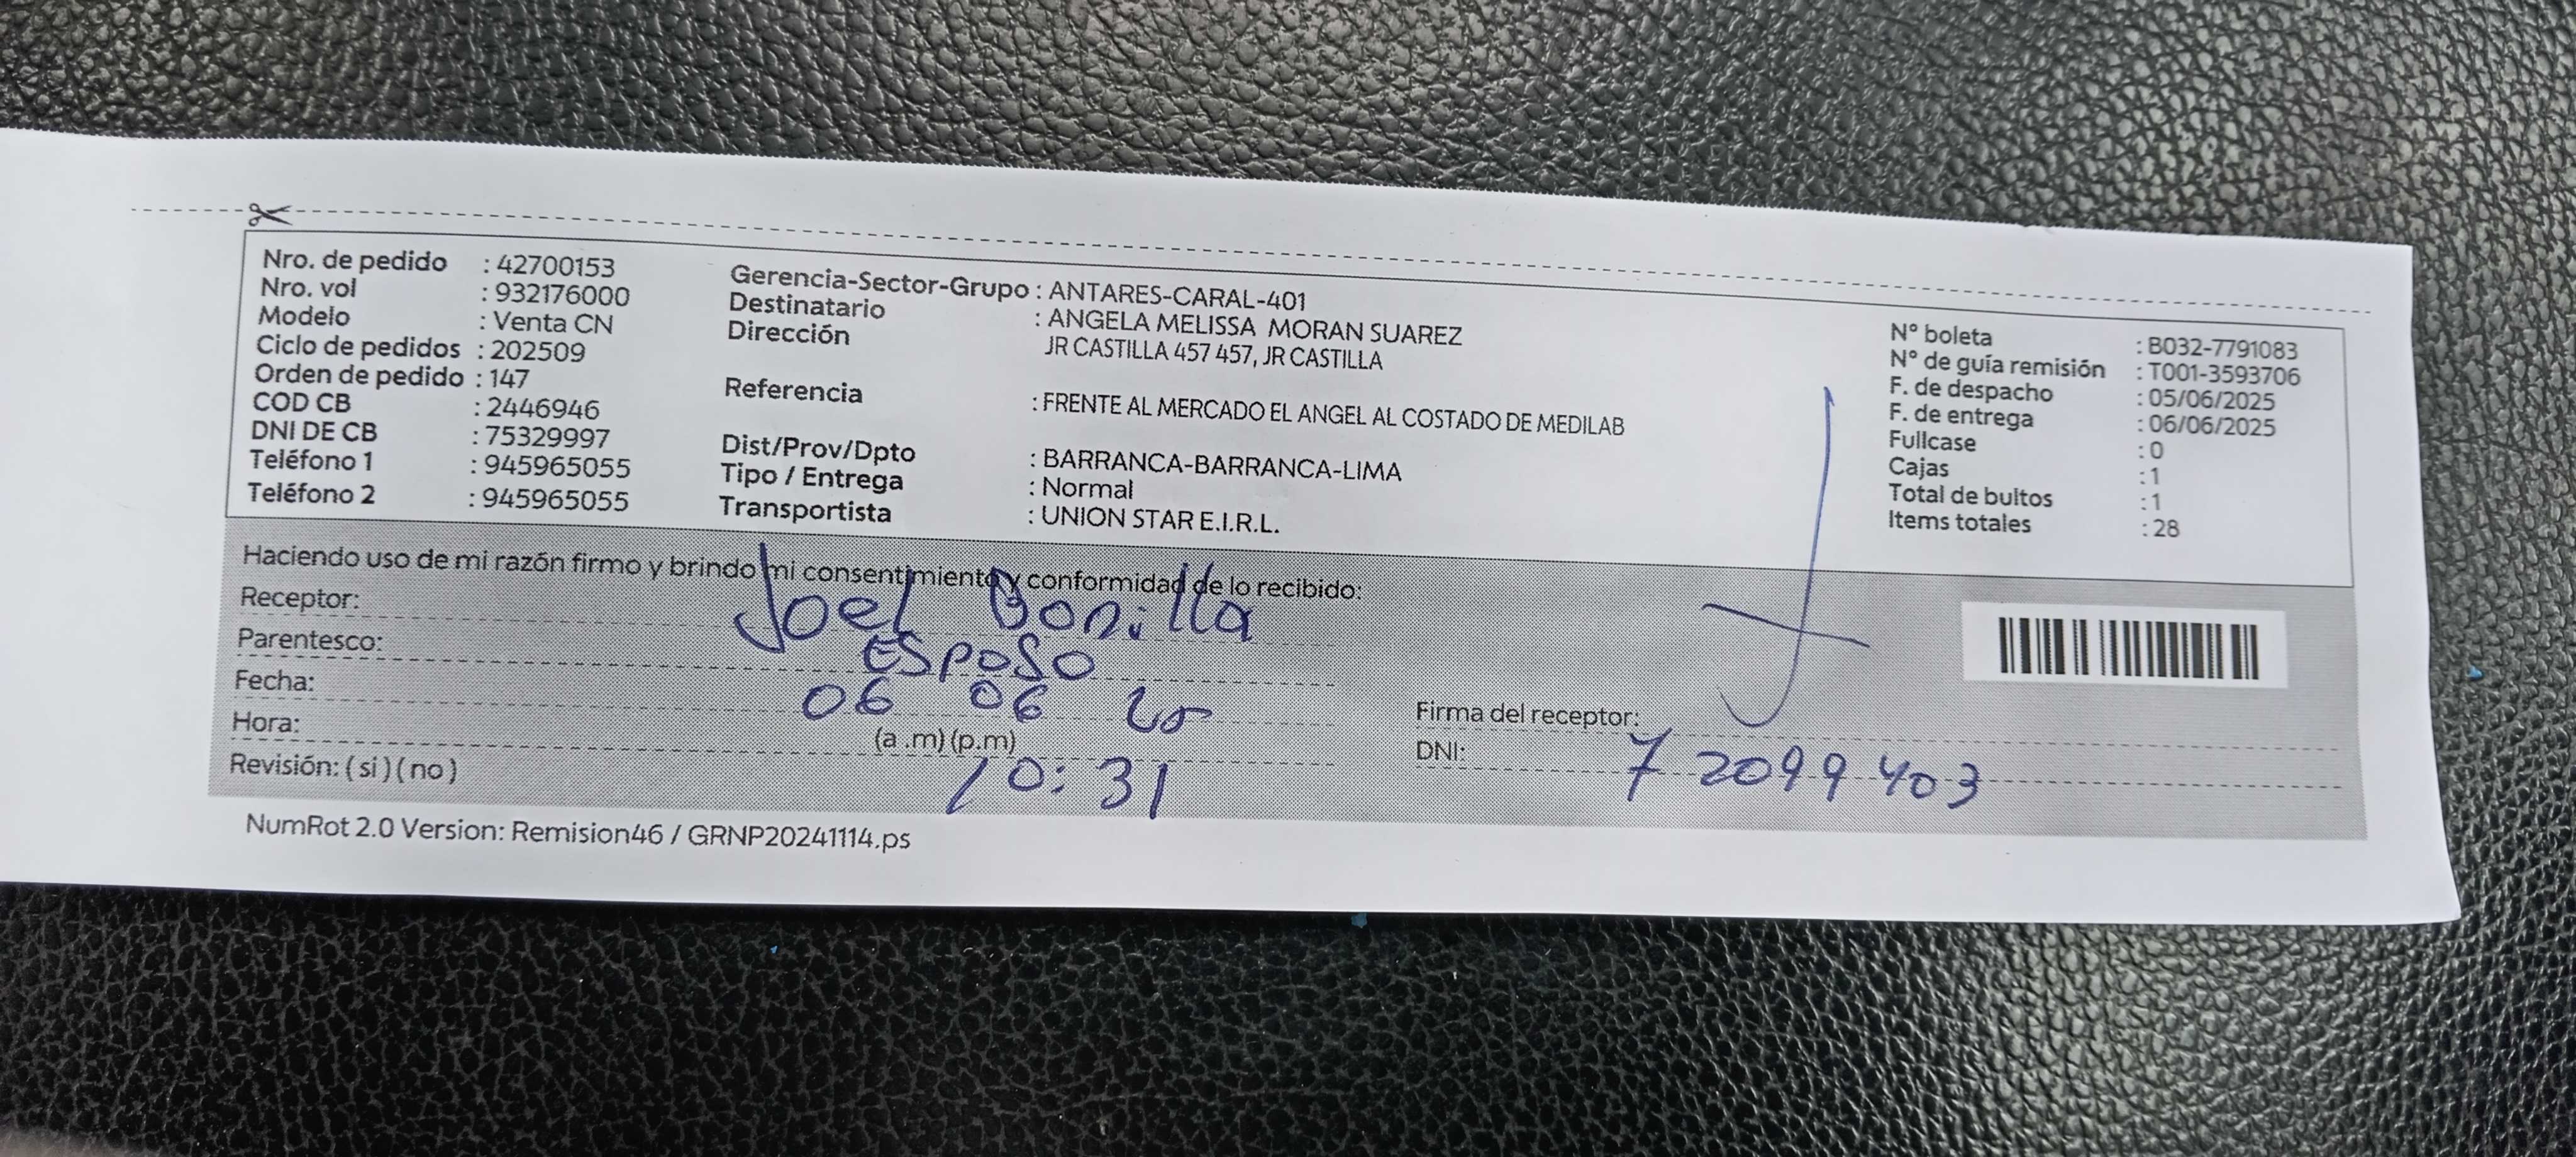 Nro. de pedido : 42700153
Nro. vol : 932176000
Modelo : Venta CN
Ciclo de pedidos : 202509
Orden de pedido : 147
COD CB : 2446946
DNI DE CB : 75329997
Teléfono 1 : 945965055
Teléfono 2 : 945965055
Gerencia-Sector-Grupo : ANTARES-CARAL-401
Destinatario : ANGELA MELISSA MORAN SUAREZ
Dirección JR CASTILLA 457 457, JR CASTILLA
Referencia : FRENTE AL MERCADO EL ANGEL AL COSTADO DE MEDILAB
Dist/Prov/Dpto : BARRANCA-BARRANCA-LIMA
Tipo / Entrega : Normal
Transportista : UNION STAR E.I.R.L.
N° boleta : B032-7791083
N° de guía remisión : T001-3593706
F. de despacho : 05/06/2025
F. de entrega : 06/06/2025
Fullcase : 0
Cajas : 1
Total de bultos : 1
Items totales : 28
Haciendo uso de mi razón firmo y brindo mi consentimiento y conformidad de lo recibido:
Receptor: Joel Bonilla
Parentesco: ESPOSO
Fecha: 06 06 25
Hora: (a .m) (p.m)
10:31
Revisión: ( si ) ( no )
Firma del receptor:
DNI: 72099403
NumRot 2.0 Version: Remision46 / GRNP20241114.ps